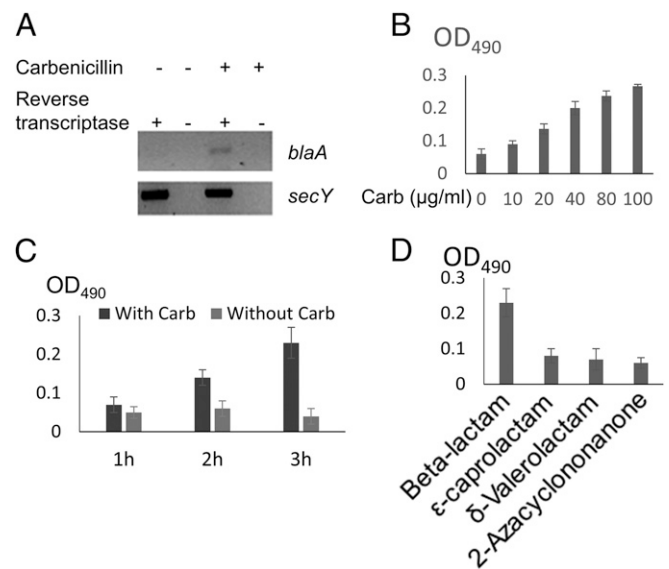 A
Carbenicillin - - + +
Reverse
transcriptase + - + -
blaA
secY
B
OD490
0.3
0.2
0.1
0
Carb (µg/ml) 0 10 20 40 80 100
C
OD490
With Carb Without Carb
0.3
0.2
0.1
0
1h 2h 3h
D
OD490
0.3
0.2
0.1
0
Beta-lactam
ε-caprolactam
δ-Valerolactam
2-Azacyclononanone